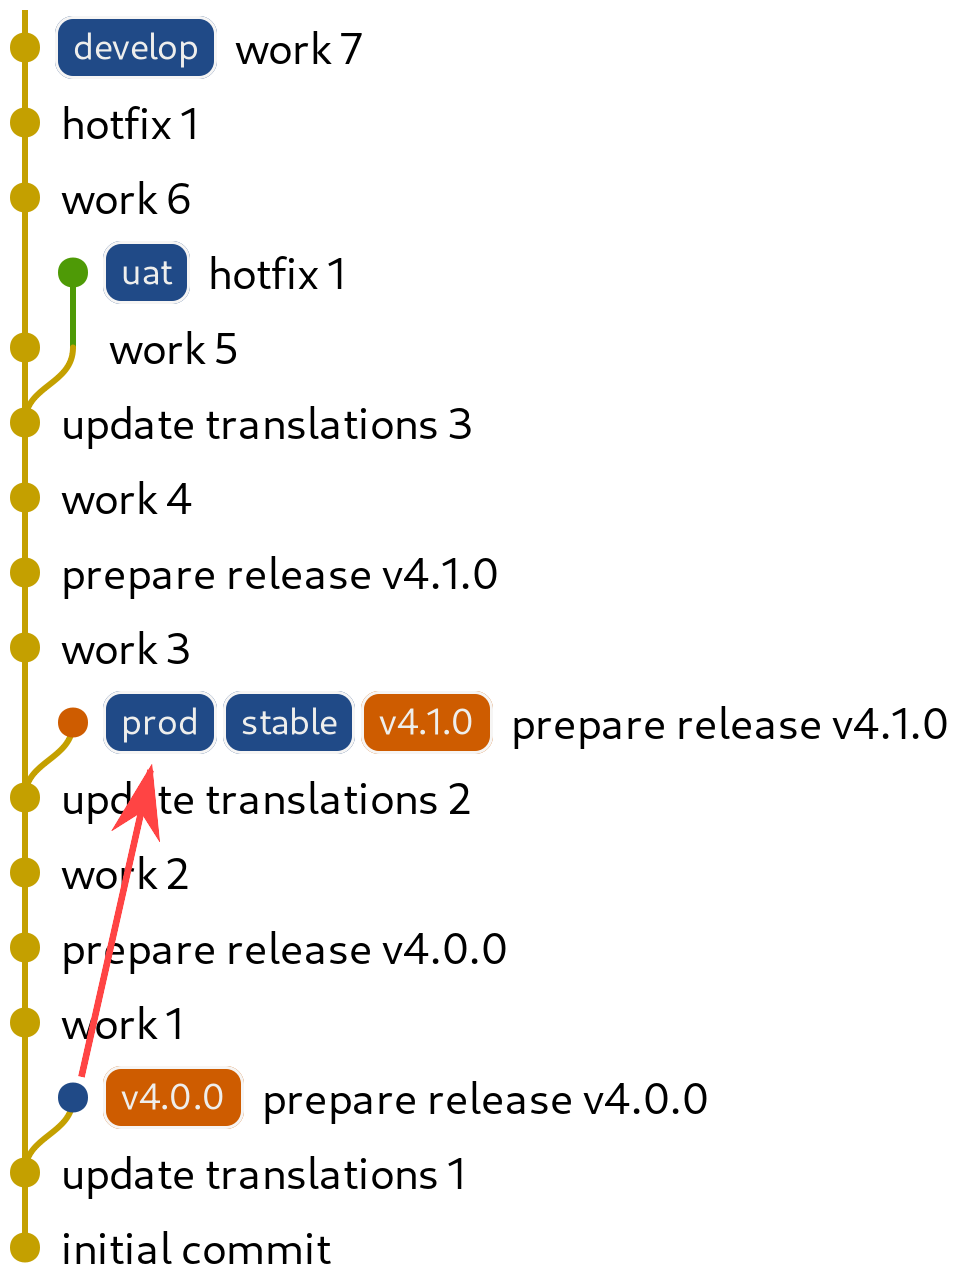 develop work 7
hotfix 1
work 6
uat hotfix 1
work 5
update translations 3
work 4
prepare release v4.1.0
work 3
prod stable v4.1.0 prepare release v4.1.0
update translations 2
work 2
prepare release v4.0.0
work 1
v4.0.0 prepare release v4.0.0
update translations 1
initial commit